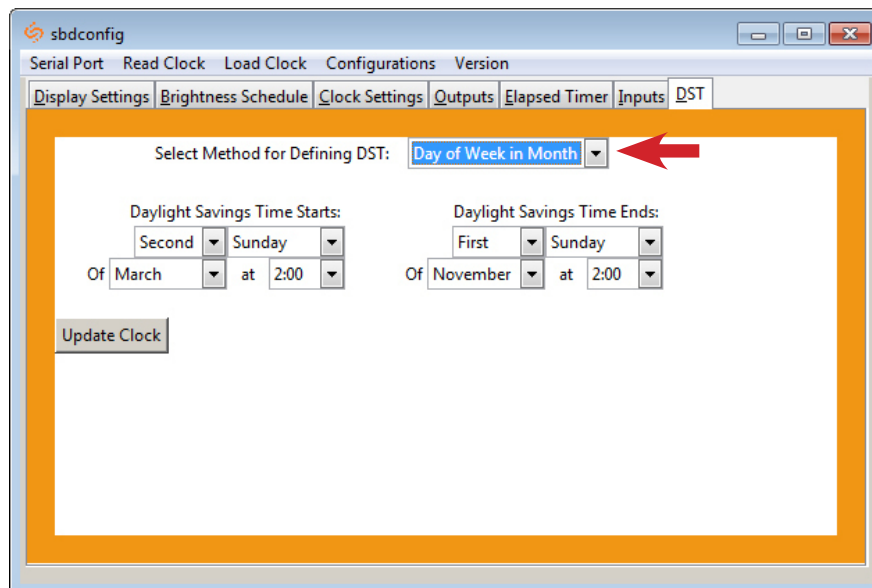 sbdconfig
Serial Port Read Clock Load Clock Configurations Version
Display Settings Brightness Schedule Clock Settings Outputs Elapsed Timer Inputs DST
Select Method for Defining DST: Day of Week in Month
Daylight Savings Time Starts: Daylight Savings Time Ends:
Second Sunday First Sunday
Of March at 2:00 Of November at 2:00
Update Clock